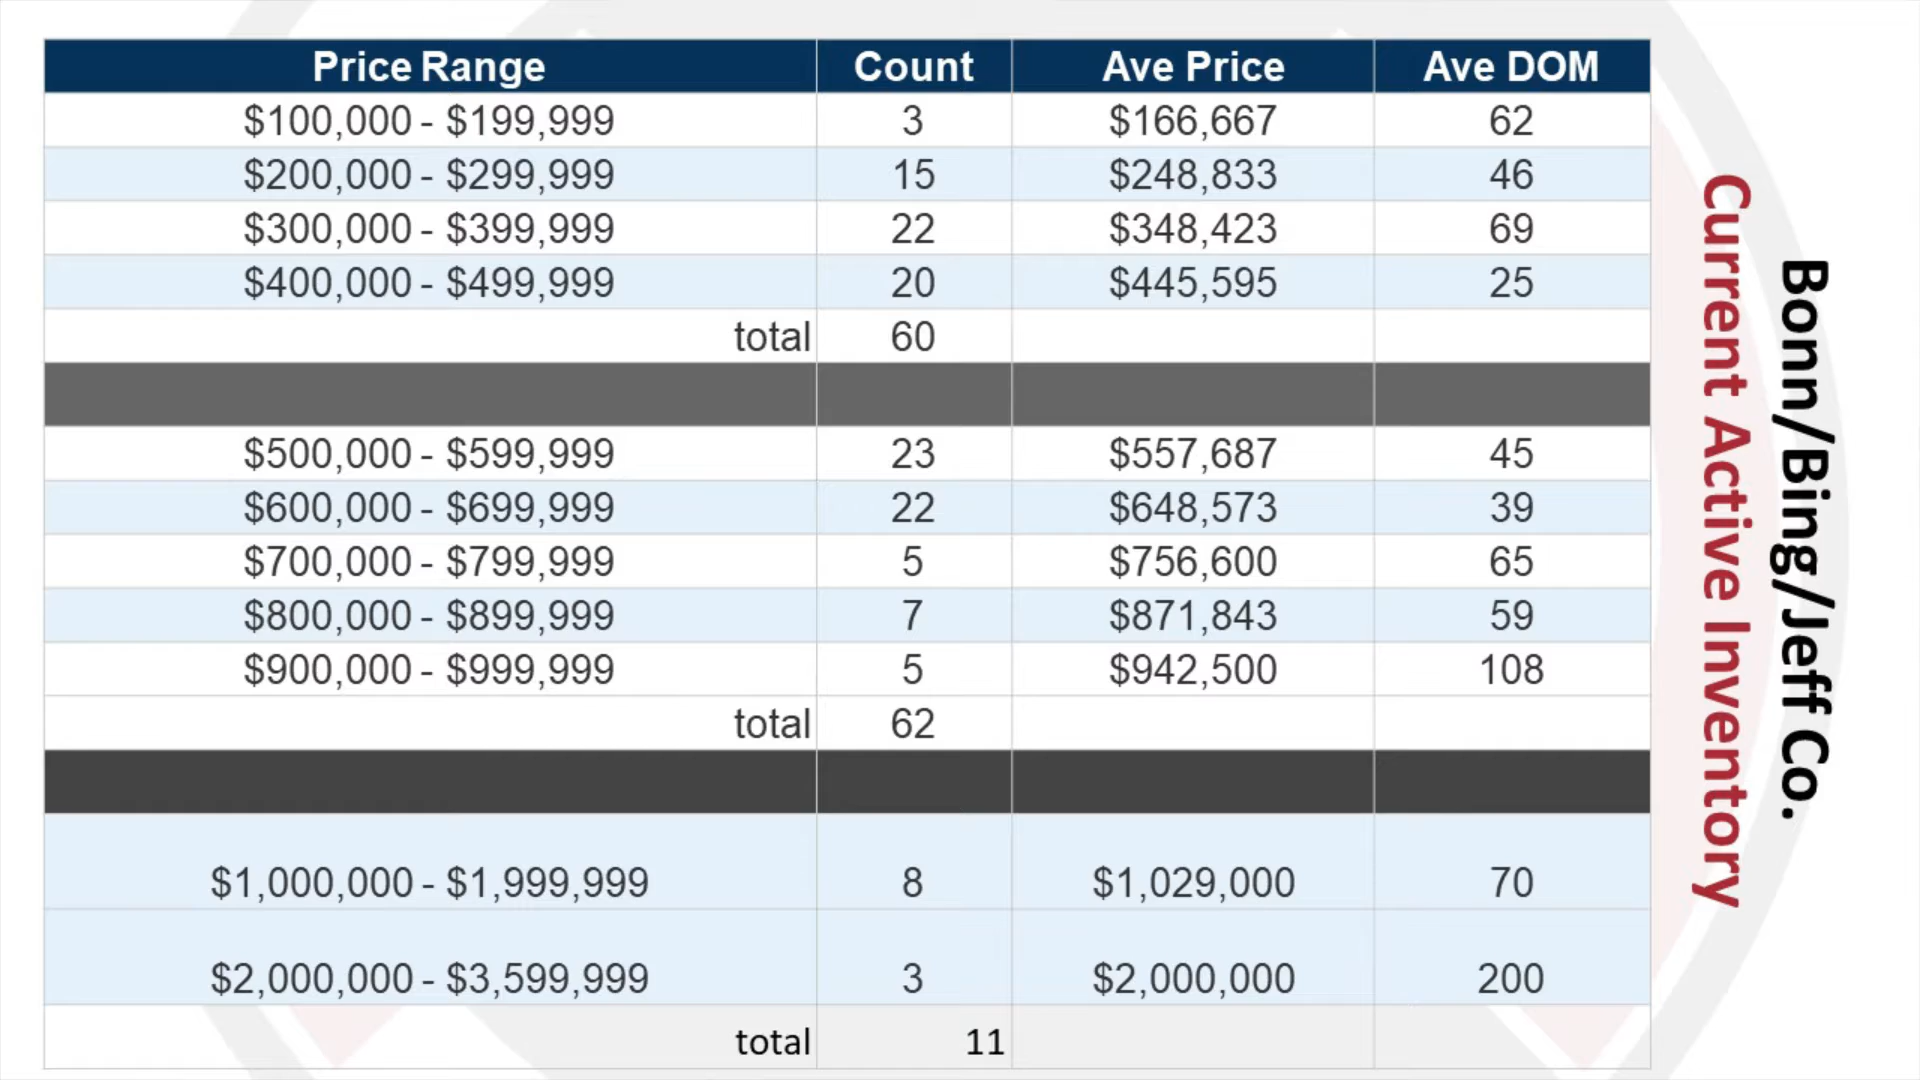 Price Range Count Ave Price Ave DOM
$100,000 - $199,999 3 $166,667 62
$200,000 - $299,999 15 $248,833 46
$300,000 - $399,999 22 $348,423 69
$400,000 - $499,999 20 $445,595 25
total 60
$500,000 - $599,999 23 $557,687 45
$600,000 - $699,999 22 $648,573 39
$700,000 - $799,999 5 $756,600 65
$800,000 - $899,999 7 $871,843 59
$900,000 - $999,999 5 $942,500 108
total 62
$1,000,000 - $1,999,999 8 $1,029,000 70
$2,000,000 - $3,599,999 3 $2,000,000 200
total 11
Bonn/Bing/Jeff Co.
Current Active Inventory